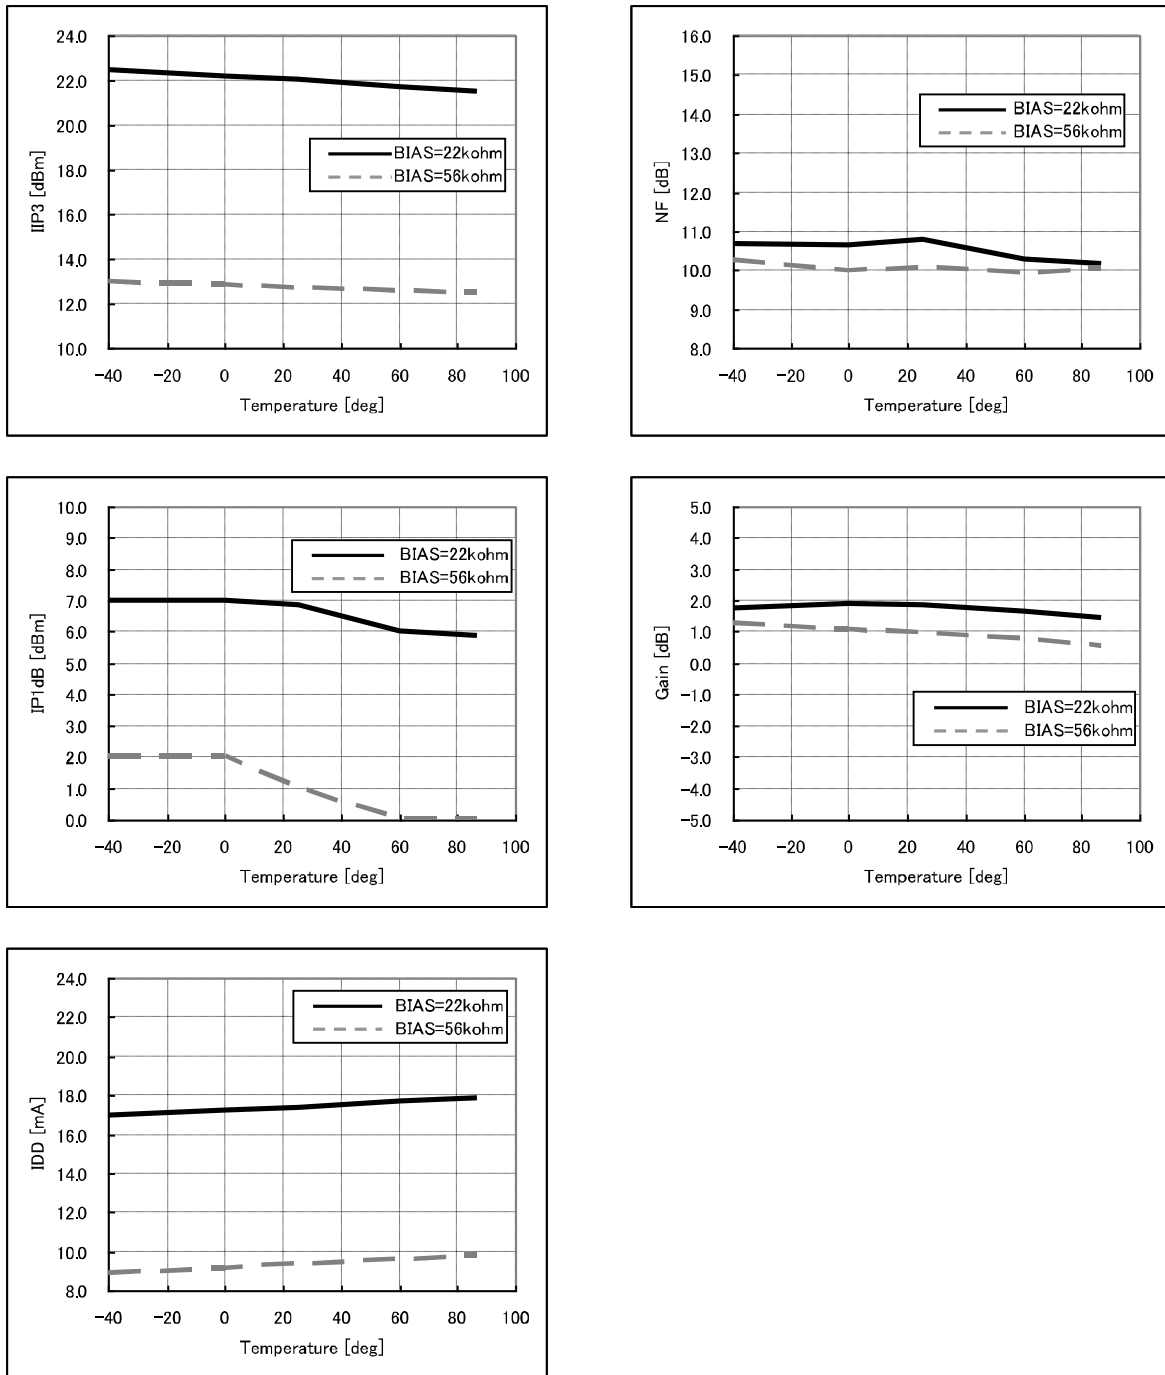 24.0
22.0
20.0
18.0
16.0
14.0
12.0
10.0
IIP3 [dBm]
BIAS=22kohm
BIAS=56kohm
-40 -20 0 20 40 60 80 100
Temperature [deg]
16.0
15.0
14.0
13.0
12.0
11.0
10.0
9.0
8.0
NF [dB]
BIAS=22kohm
BIAS=56kohm
-40 -20 0 20 40 60 80 100
Temperature [deg]
10.0
9.0
8.0
7.0
6.0
5.0
4.0
3.0
2.0
1.0
0.0
IP1dB [dBm]
BIAS=22kohm
BIAS=56kohm
-40 -20 0 20 40 60 80 100
Temperature [deg]
5.0
4.0
3.0
2.0
1.0
0.0
-1.0
-2.0
-3.0
-4.0
-5.0
Gain [dB]
BIAS=22kohm
BIAS=56kohm
-40 -20 0 20 40 60 80 100
Temperature [deg]
24.0
22.0
20.0
18.0
16.0
14.0
12.0
10.0
8.0
IDD [mA]
BIAS=22kohm
BIAS=56kohm
-40 -20 0 20 40 60 80 100
Temperature [deg]